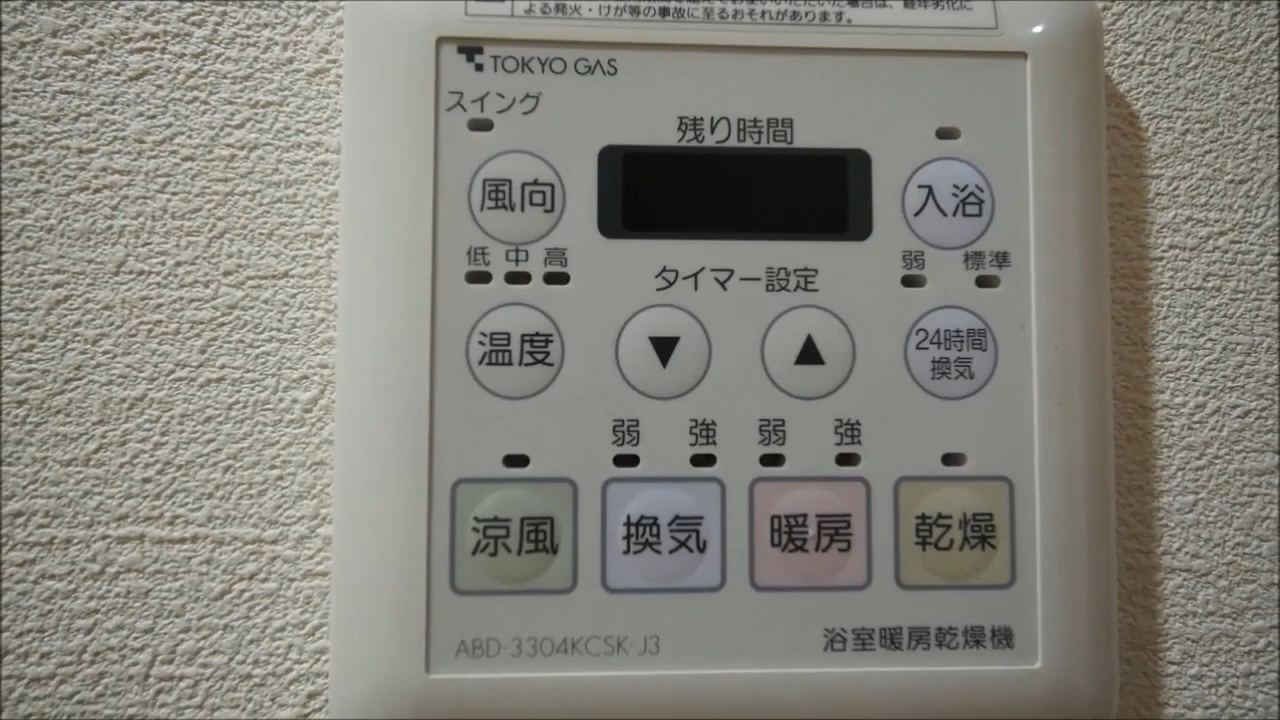 よる発火・けが等の事故に至るおそれがあります。
TOKYO GAS
スイング
残り時間
風向
入浴
低 中 高
タイマー設定
弱 標準
温度
▼ ▲
24時間
換気
弱 強 弱 強
涼風 換気 暖房 乾燥
ABD-3304KCSK-J3
浴室暖房乾燥機